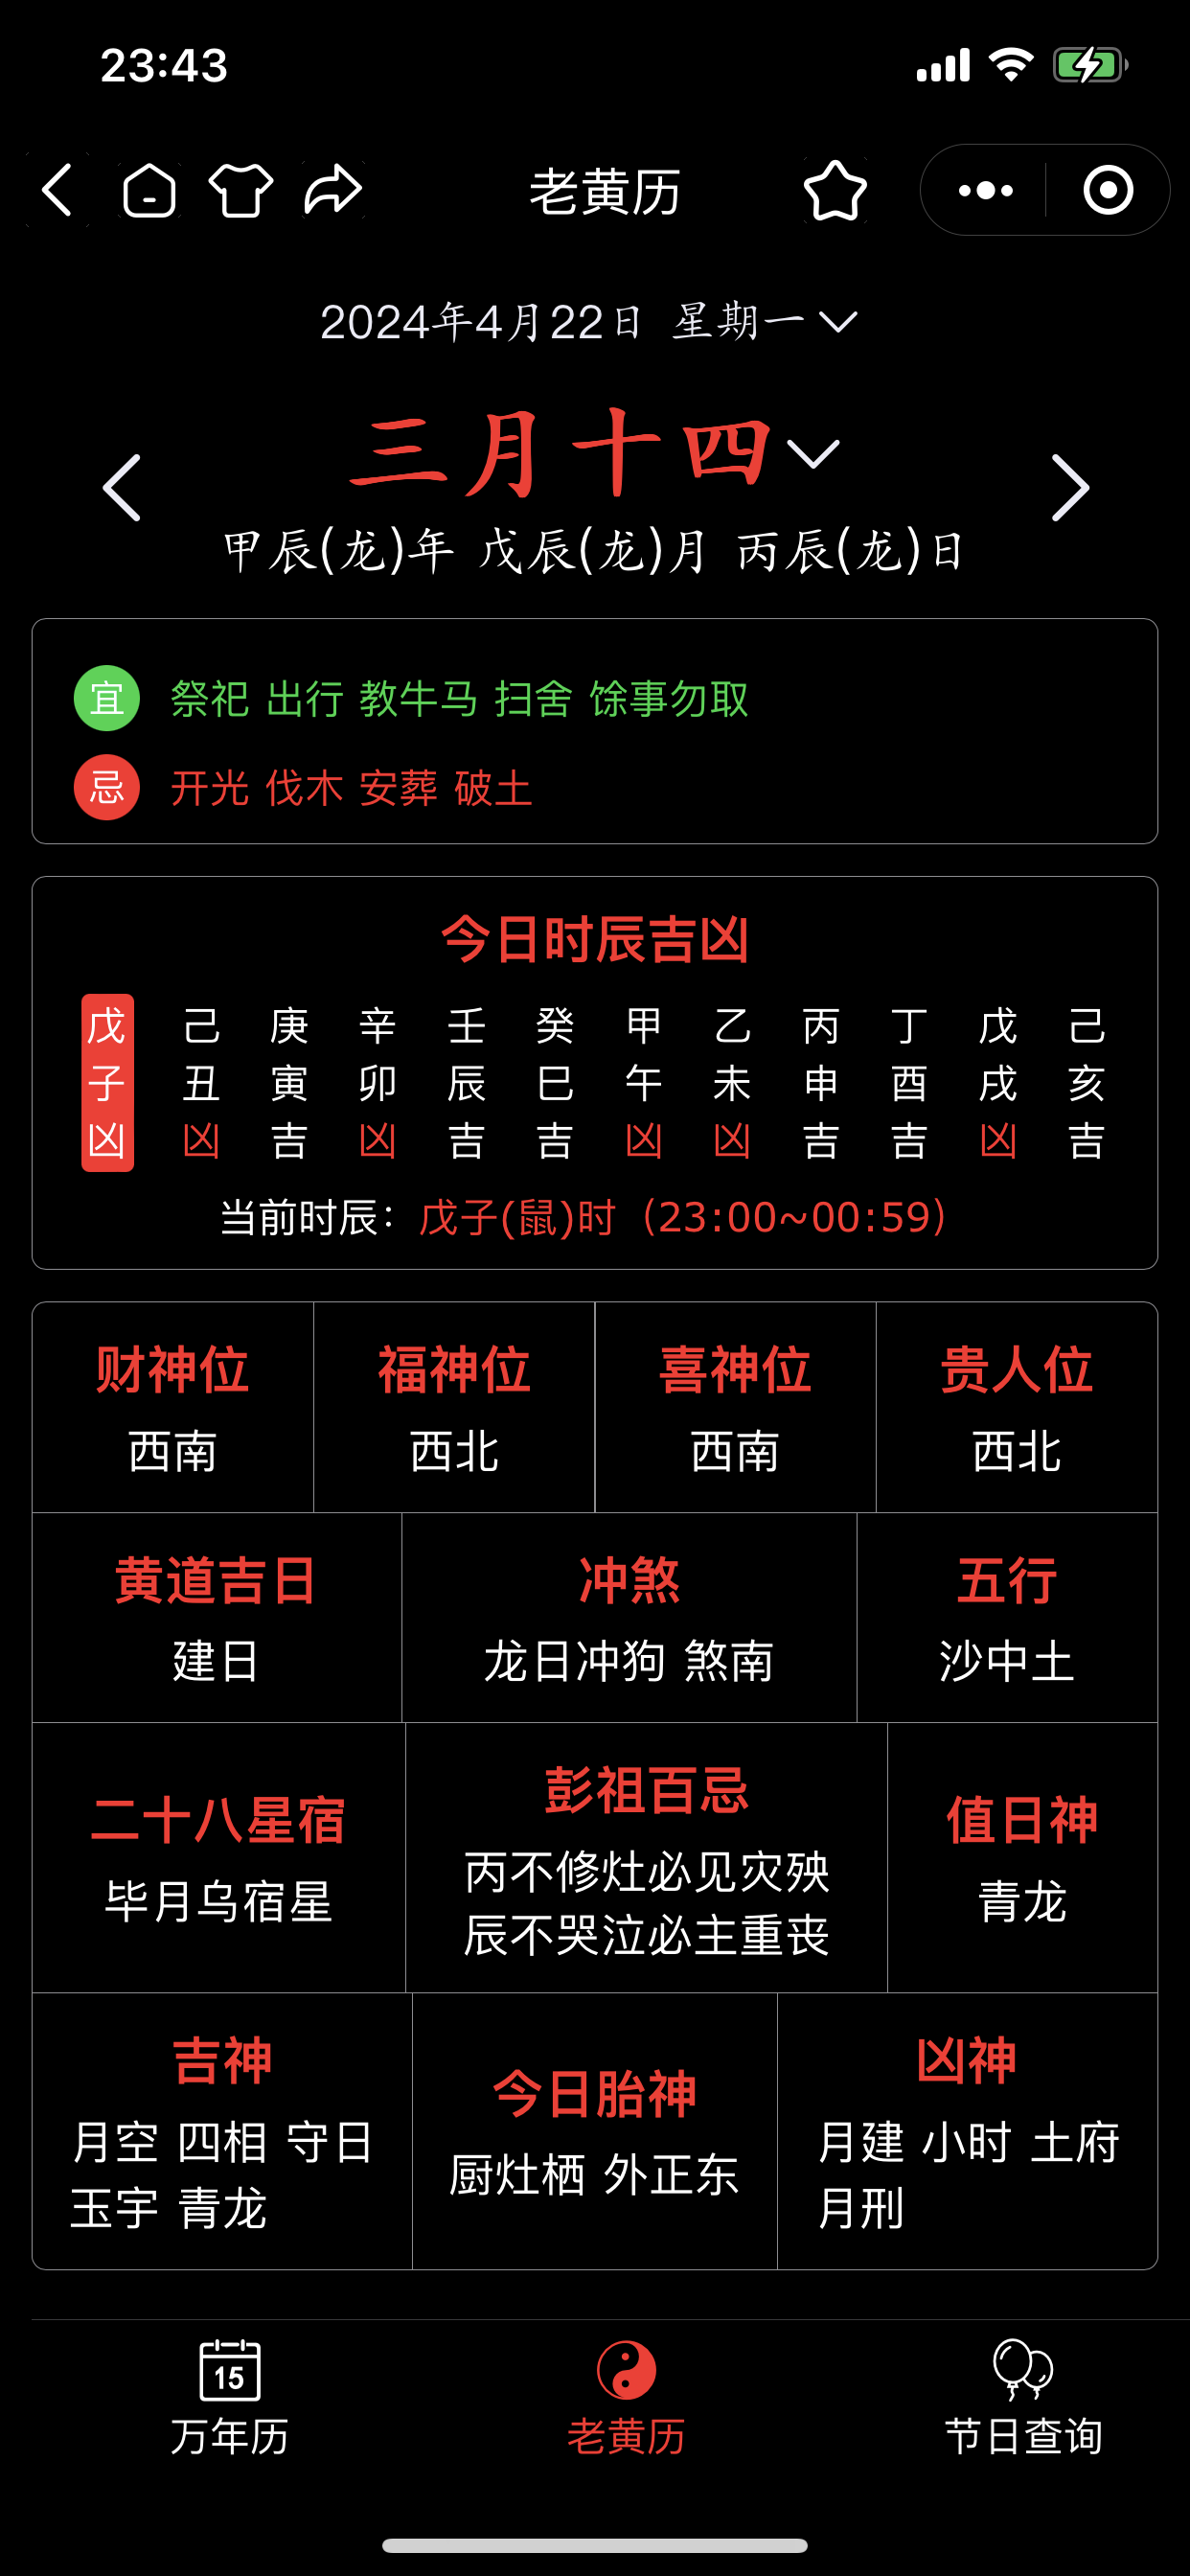 23:43
老黄历
2024年4月22日 星期一
三月十四
甲辰(龙)年 戊辰(龙)月 丙辰(龙)日
宜 祭祀 出行 教牛马 扫舍 馀事勿取
忌 开光 伐木 安葬 破土
今日时辰吉凶
戊 己 庚 辛 壬 癸 甲 乙 丙 丁 戊 己
子 丑 寅 卯 辰 巳 午 未 申 酉 戌 亥
凶 凶 吉 凶 吉 吉 凶 凶 吉 吉 凶 吉
当前时辰：戊子(鼠)时（23:00~00:59）
财神位 福神位 喜神位 贵人位
西南 西北 西南 西北
黄道吉日 冲煞 五行
建日 龙日冲狗 煞南 沙中土
二十八星宿 彭祖百忌 值日神
毕月乌宿星 丙不修灶必见灾殃 青龙
辰不哭泣必主重丧
吉神 今日胎神 凶神
月空 四相 守日 厨灶栖 外正东 月建 小时 土府
玉宇 青龙 月刑
15
万年历 老黄历 节日查询